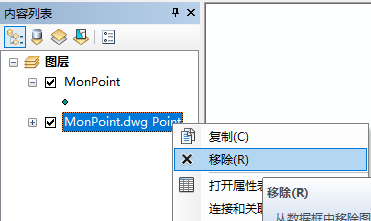 内容列表
图层
MonPoint
MonPoint.dwg Point
复制(C)
移除(R)
打开属性表
连接和关联
移除(R)
从数据框中移除图